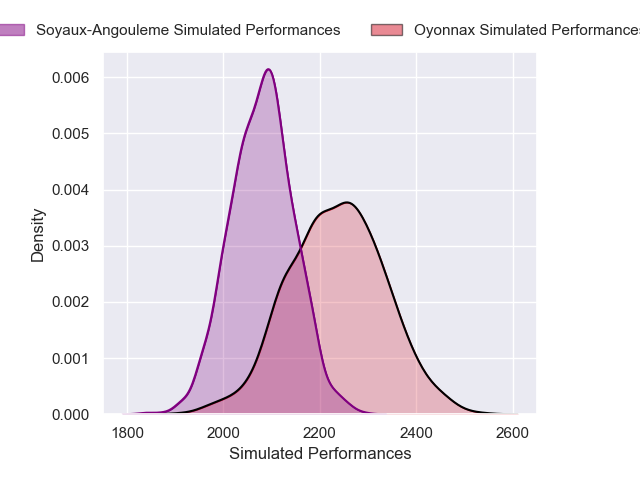 Soyaux-Angouleme Simulated Performances Oyonnax Simulated Performances
0.006
0.005
0.004
0.003
0.002
0.001
0.000
Density
1800 2000 2200 2400 2600
Simulated Performances